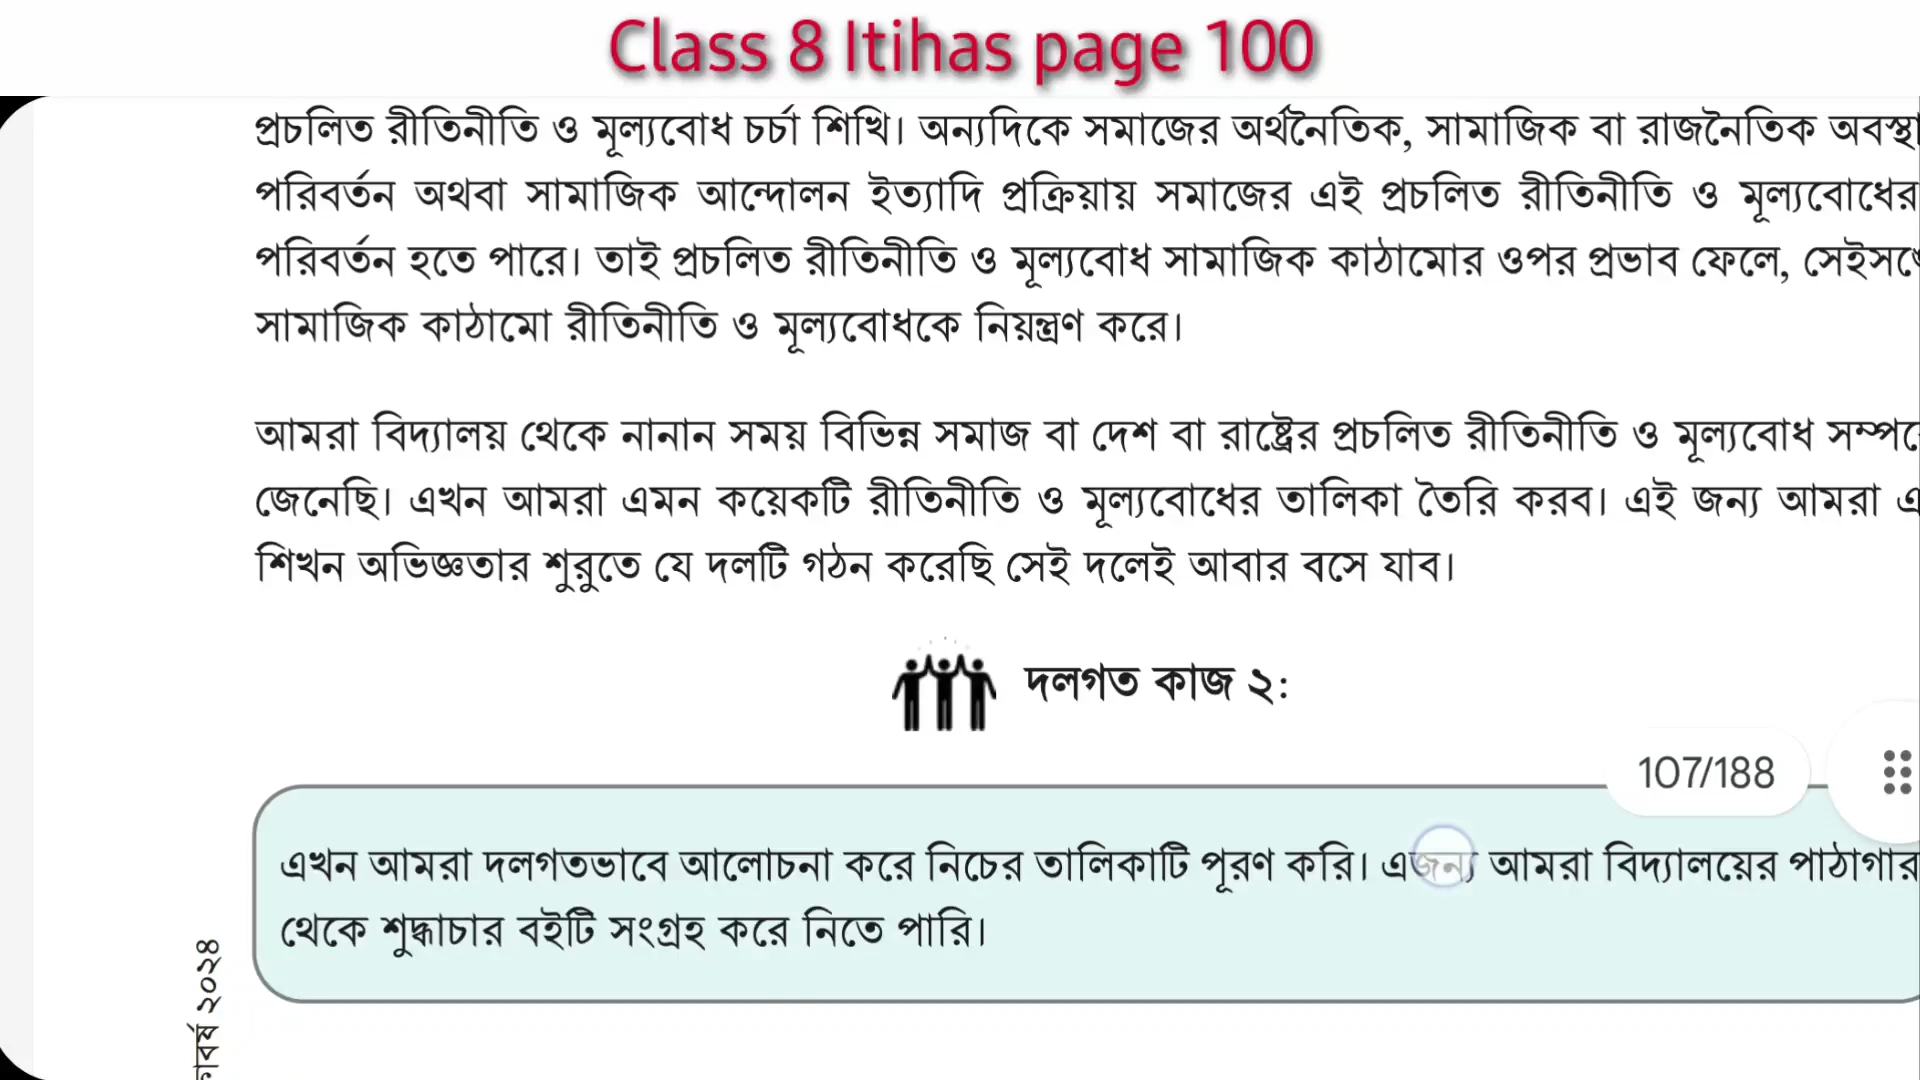 Class 8 Itihas page 100
প্রচলিত রীতিনীতি ও মূল্যবোধ চর্চা শিখি। অন্যদিকে সমাজের অর্থনৈতিক, সামাজিক বা রাজনৈতিক অবস্থা
পরিবর্তন অথবা সামাজিক আন্দোলন ইত্যাদি প্রক্রিয়ায় সমাজের এই প্রচলিত রীতিনীতি ও মূল্যবোধের
পরিবর্তন হতে পারে। তাই প্রচলিত রীতিনীতি ও মূল্যবোধ সামাজিক কাঠামোর ওপর প্রভাব ফেলে,
সামাজিক কাঠামো রীতিনীতি ও মূল্যবোধকে নিয়ন্ত্রণ করে।
আমরা বিদ্যালয় থেকে নানান সময় বিভিন্ন সমাজ বা দেশ বা রাষ্ট্রের প্রচলিত রীতিনীতি ও মূল্যবোধ
জেনেছি। এখন আমরা এমন কয়েকটি রীতিনীতি ও মূল্যবোধের তালিকা তৈরি করব। এই জন্য আমরা
শিখন অভিজ্ঞতার শুরুতে যে দলটি গঠন করেছি সেই দলেই আবার বসে যাব।
দলগত কাজ ২:
107/188
এখন আমরা দলগতভাবে আলোচনা করে নিচের তালিকাটি পূরণ করি। এজন্য আমরা বিদ্যালয়ের পাঠাগার
থেকে শুদ্ধাচার বইটি সংগ্রহ করে নিতে পারি।
২০২৪